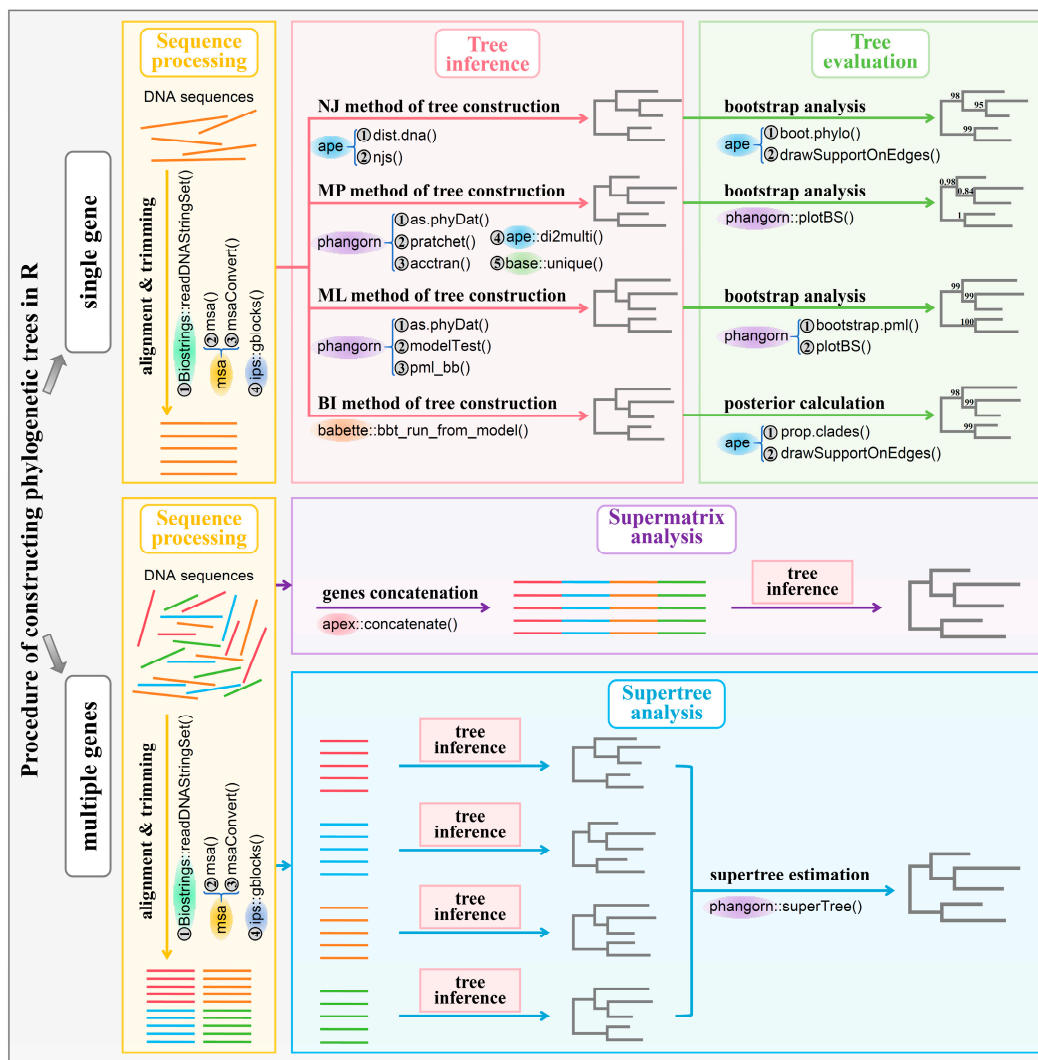 Procedure of constructing phylogenetic trees in R
single gene
Sequence
processing
DNA sequences
alignment & trimming
①Biostrings::readDNAStringSet()
②msa()
③msaConvert()
msa
④ips::gblocks()
Tree
inference
NJ method of tree construction
ape
①dist.dna()
②njs()
MP method of tree construction
phangorn
①as.phyDat()
②pratchet()
③acctran()
④ape::di2multi()
⑤base::unique()
ML method of tree construction
phangorn
①as.phyDat()
②modelTest()
③pml_bb()
BI method of tree construction
babette::bbt_run_from_model()
Tree
evaluation
bootstrap analysis
ape
①boot.phylo()
②drawSupportOnEdges()
98
95
99
bootstrap analysis
phangorn::plotBS()
0.98
0.84
1
bootstrap analysis
phangorn
①bootstrap.pml()
②plotBS()
99
99
100
posterior calculation
ape
①prop.clades()
②drawSupportOnEdges()
98
99
99
multiple genes
Sequence
processing
DNA sequences
alignment & trimming
①Biostrings::readDNAStringSet()
②msa()
③msaConvert()
msa
④ips::gblocks()
Supermatrix
analysis
genes concatenation
apex::concatenate()
tree
inference
Supertree
analysis
tree
inference
tree
inference
tree
inference
tree
inference
supertree estimation
phangorn::superTree()